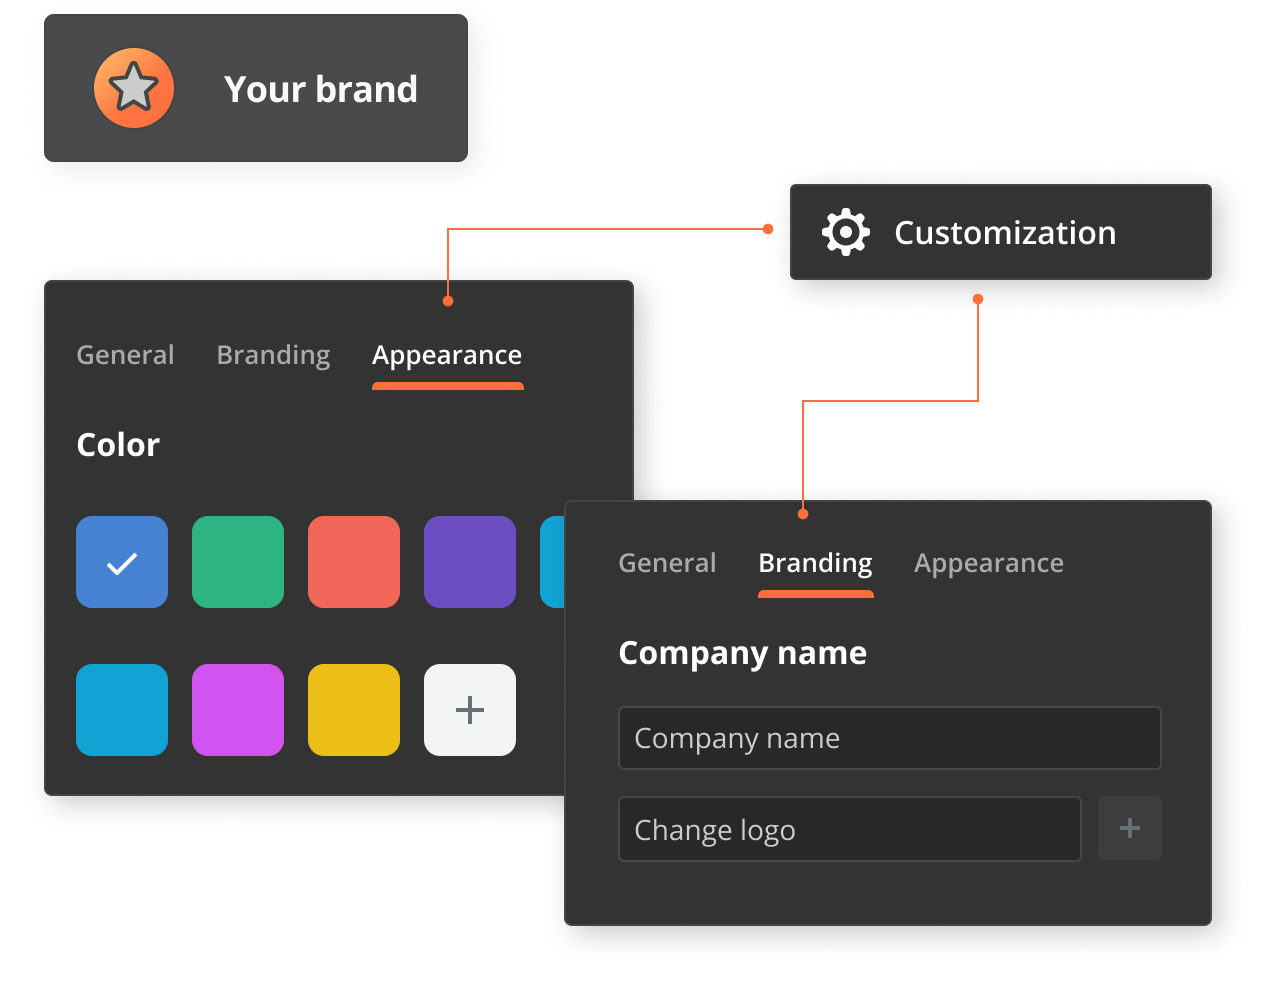 Your brand
Customization
General Branding Appearance
Color
General Branding Appearance
Company name
Company name
Change logo